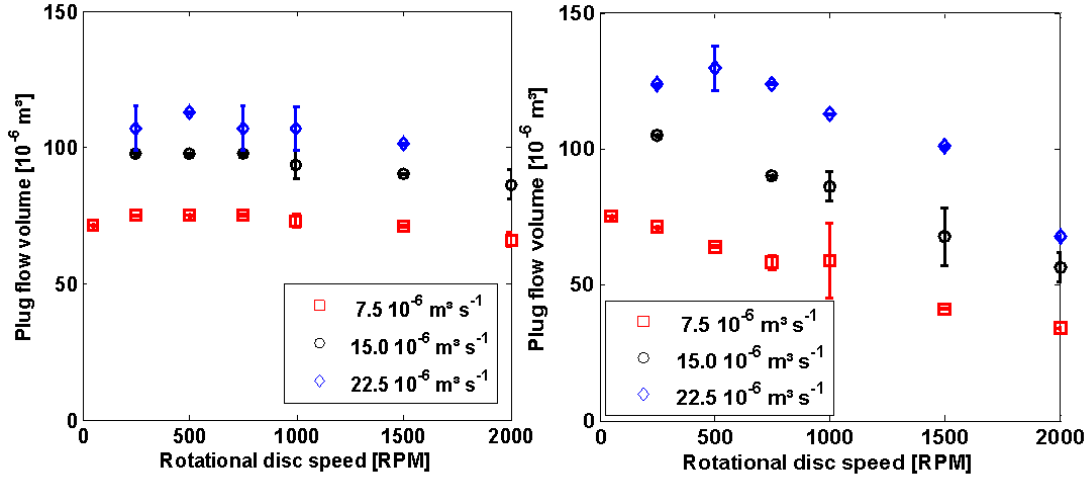 150
100
50
0
Plug flow volume [10⁻⁶ m³]
0 500 1000 1500 2000
Rotational disc speed [RPM]
7.5 10⁻⁶ m³ s⁻¹
15.0 10⁻⁶ m³ s⁻¹
22.5 10⁻⁶ m³ s⁻¹
150
100
50
0
Plug flow volume [10⁻⁶ m³]
0 500 1000 1500 2000
Rotational disc speed [RPM]
7.5 10⁻⁶ m³ s⁻¹
15.0 10⁻⁶ m³ s⁻¹
22.5 10⁻⁶ m³ s⁻¹